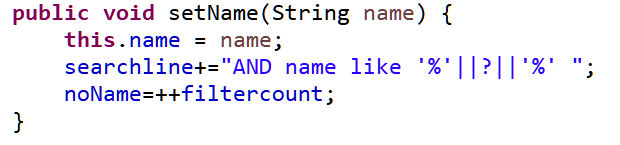 public void setName(String name) {
    this.name = name;
    searchline+="AND name like '%'||?||'%' ";
    noName=++filtercount;
}